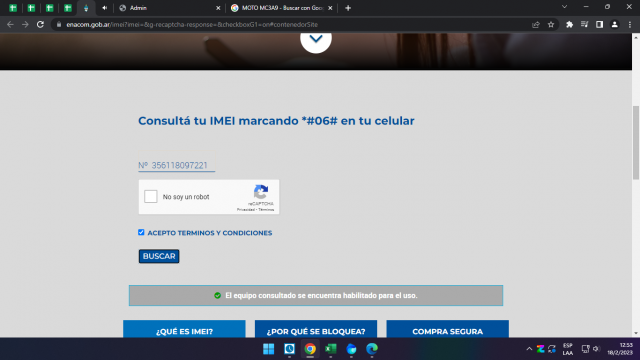 Admin
MOTO MC3A9 - Buscar con Goo
enacom.gob.ar/imei?imei=&g-recaptcha-response=&checkboxG1=on#contenedorSite
Consultá tu IMEI marcando *#06# en tu celular
Nº 356118097221
No soy un robot
reCAPTCHA
Privacidad - Términos
ACEPTO TERMINOS Y CONDICIONES
BUSCAR
El equipo consultado se encuentra habilitado para el uso.
¿QUÉ ES IMEI?
¿POR QUÉ SE BLOQUEA?
COMPRA SEGURA
ESP
LAA
12:53
18/2/2023